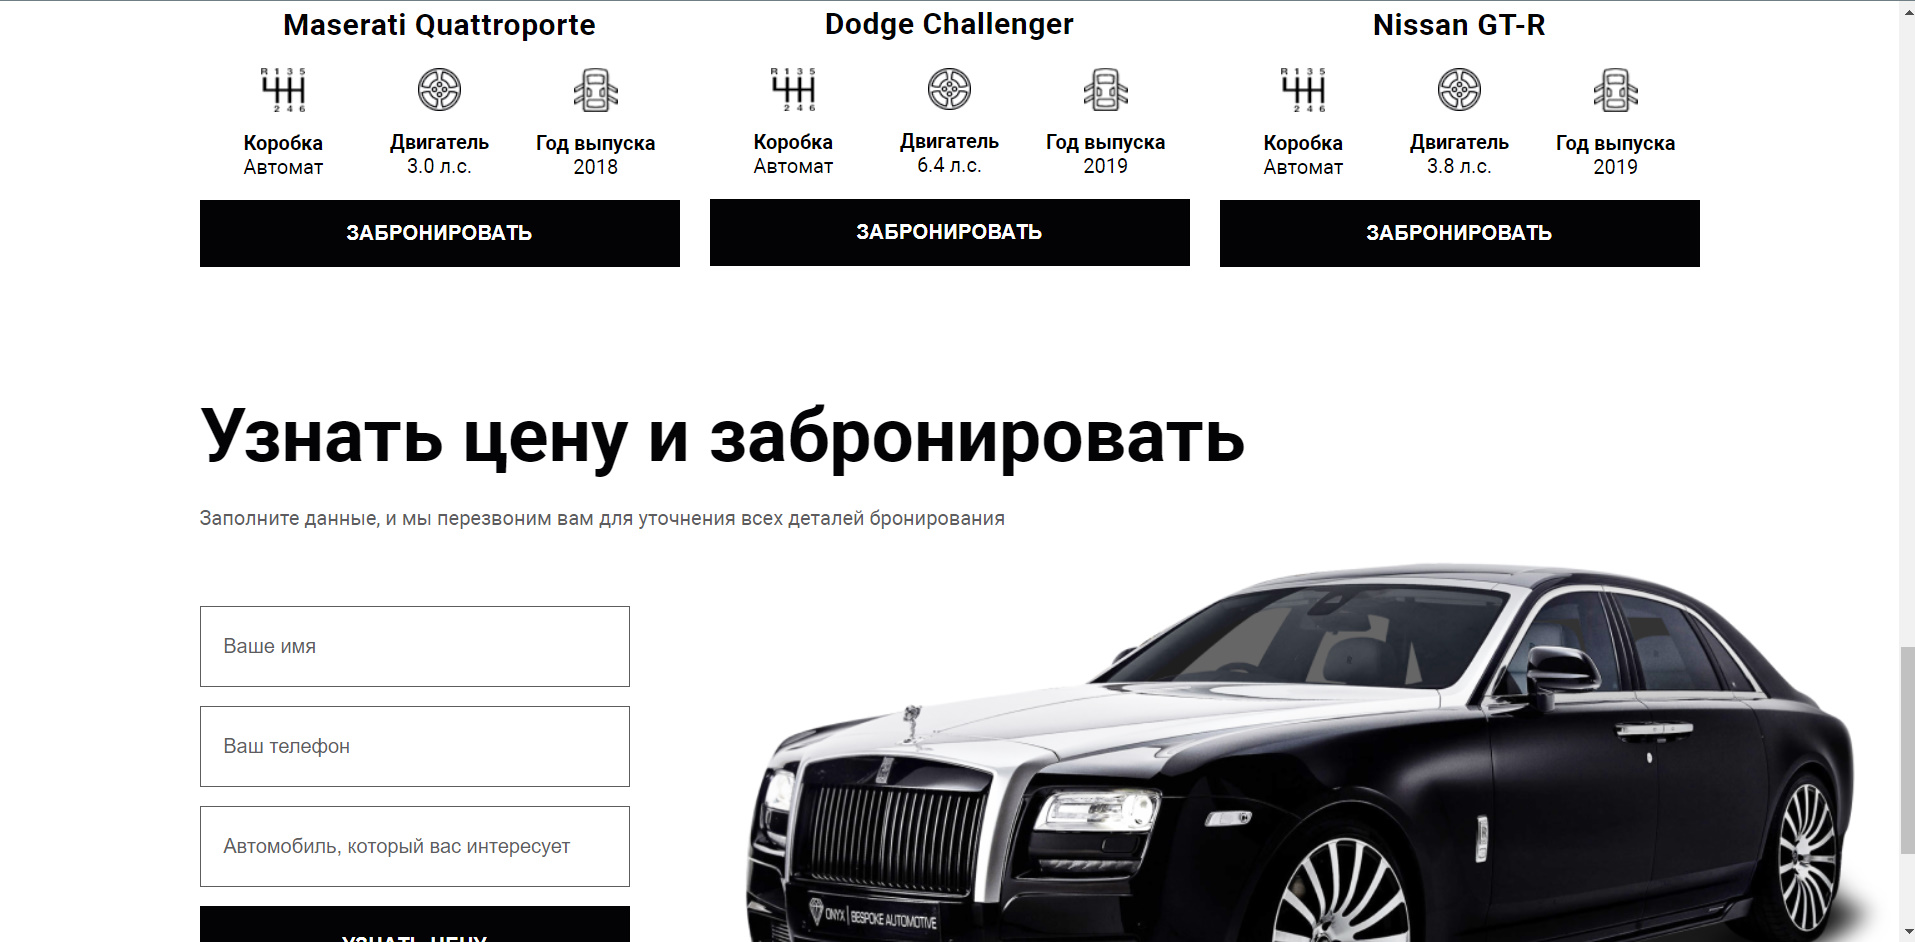 Maserati Quattroporte
Dodge Challenger
Nissan GT-R
R 1 3 5
2 4 6
R 1 3 5
2 4 6
R 1 3 5
2 4 6
Коробка
Автомат
Двигатель
3.0 л.с.
Год выпуска
2018
Коробка
Автомат
Двигатель
6.4 л.с.
Год выпуска
2019
Коробка
Автомат
Двигатель
3.8 л.с.
Год выпуска
2019
ЗАБРОНИРОВАТЬ
ЗАБРОНИРОВАТЬ
ЗАБРОНИРОВАТЬ
Узнать цену и забронировать
Заполните данные, и мы перезвоним вам для уточнения всех деталей бронирования
Ваше имя
Ваш телефон
Автомобиль, который вас интересует
УЗНАТЬ ЦЕНУ
ONYX | BESPOKE AUTOMOTIVE